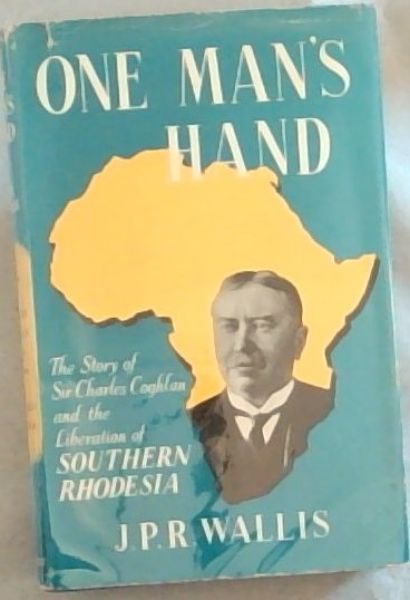 ONE MAN'S
HAND
The Story of
Sir Charles Coghlan
and the
Liberation of
SOUTHERN
RHODESIA
J.P.R. WALLIS